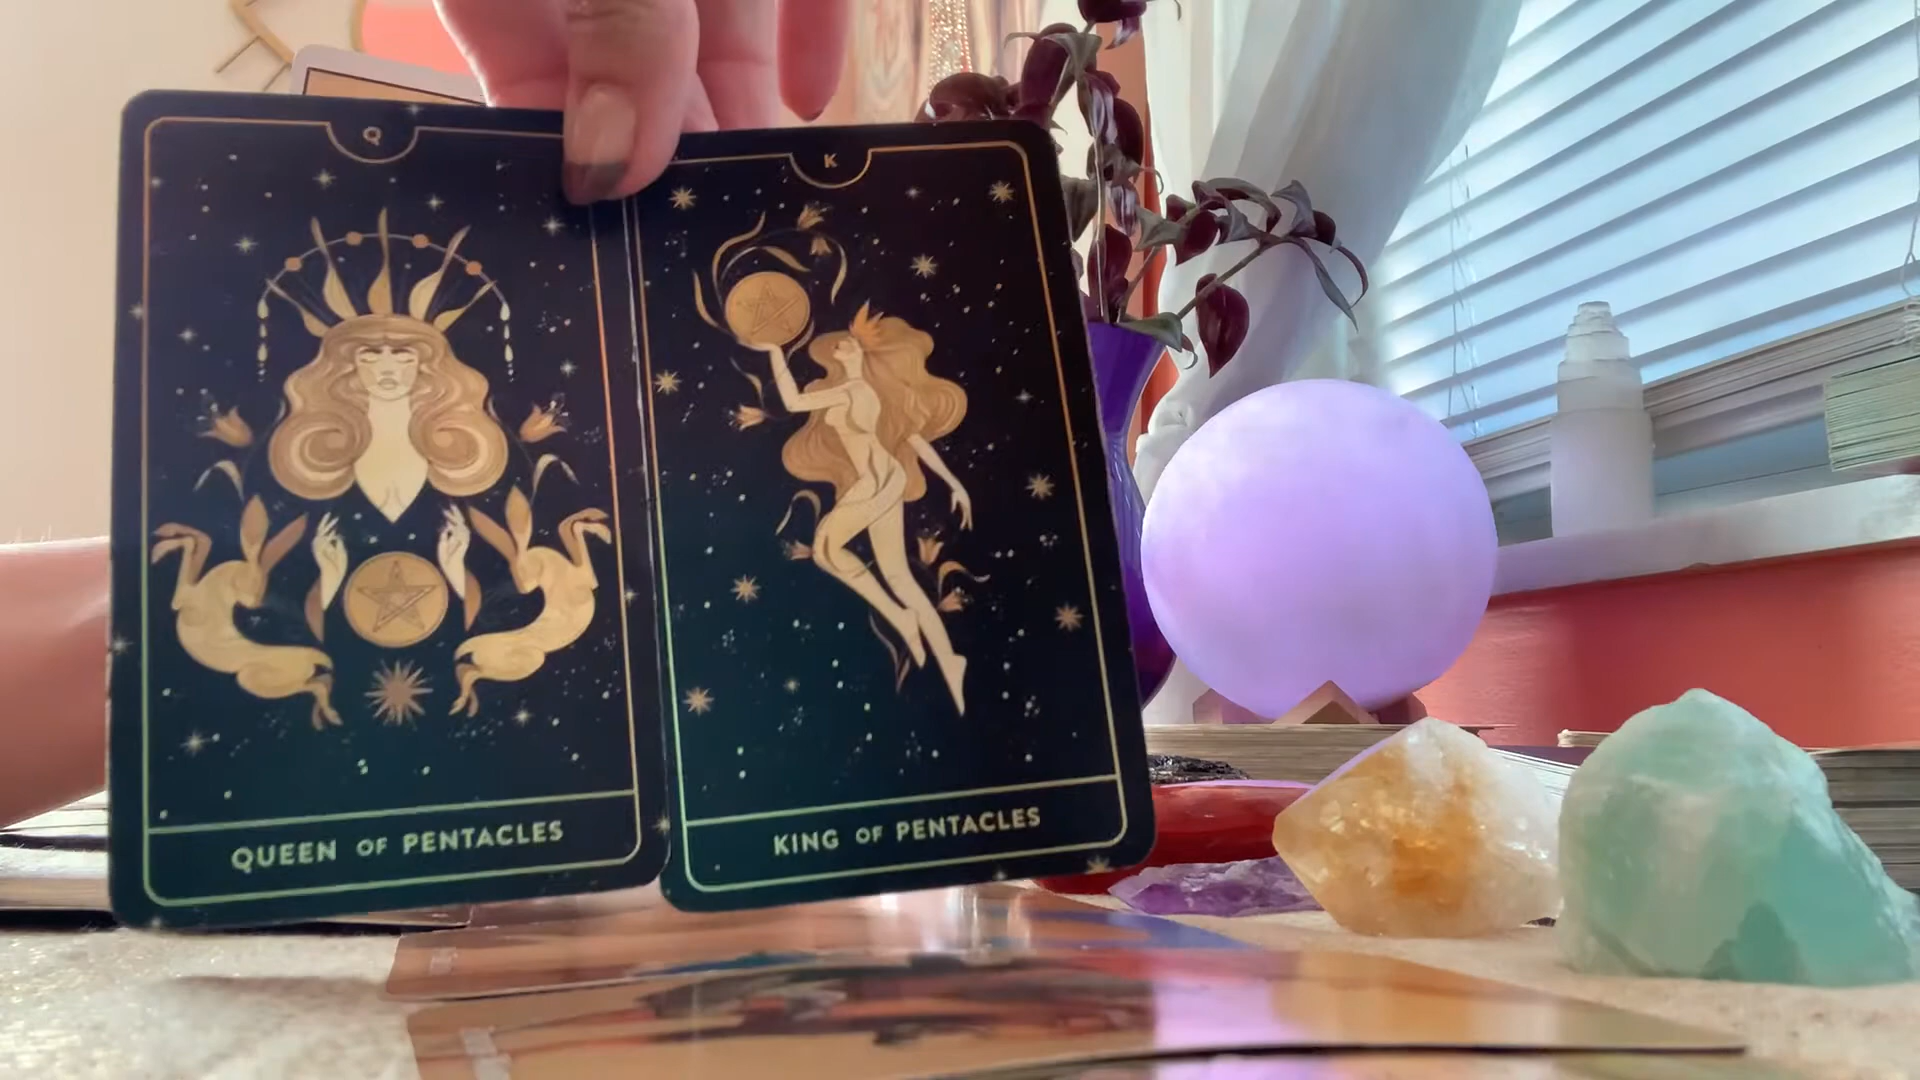 Q
K
QUEEN OF PENTACLES
KING OF PENTACLES